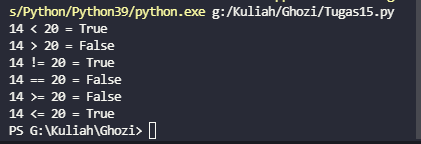 s/Python/Python39/python.exe g:/Kuliah/Ghozi/Tugas15.py
14 < 20 = True
14 > 20 = False
14 != 20 = True
14 == 20 = False
14 >= 20 = False
14 <= 20 = True
PS G:\Kuliah\Ghozi>